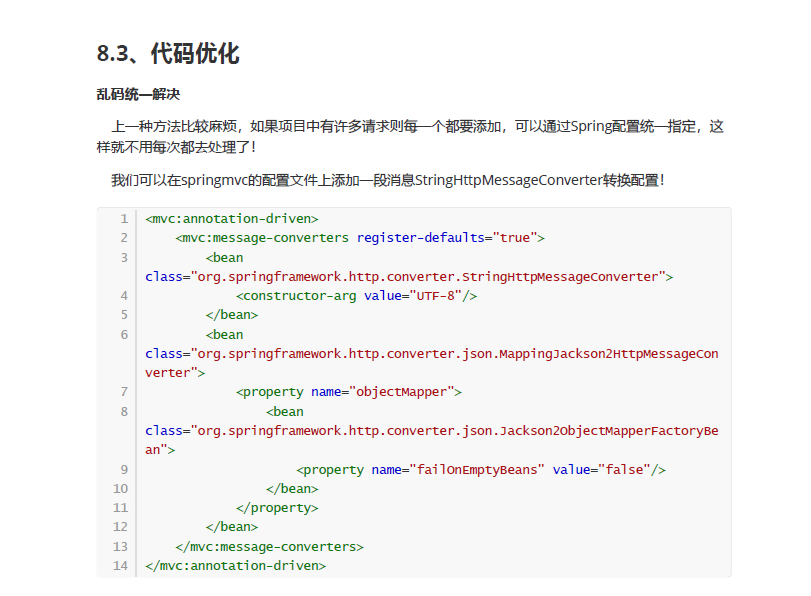 8.3、代码优化
乱码统一解决
上一种方法比较麻烦，如果项目中有许多请求则每一个都要添加，可以通过Spring配置统一指定，这
样就不用每次都去处理了！
我们可以在springmvc的配置文件上添加一段消息StringHttpMessageConverter转换配置！
1 <mvc:annotation-driven>
2     <mvc:message-converters register-defaults="true">
3         <bean
class="org.springframework.http.converter.StringHttpMessageConverter">
4             <constructor-arg value="UTF-8"/>
5         </bean>
6         <bean
class="org.springframework.http.converter.json.MappingJackson2HttpMessageCon
verter">
7             <property name="objectMapper">
8                 <bean
class="org.springframework.http.converter.json.Jackson2ObjectMapperFactoryBe
an">
9                     <property name="failOnEmptyBeans" value="false"/>
10                 </bean>
11             </property>
12         </bean>
13     </mvc:message-converters>
14 </mvc:annotation-driven>